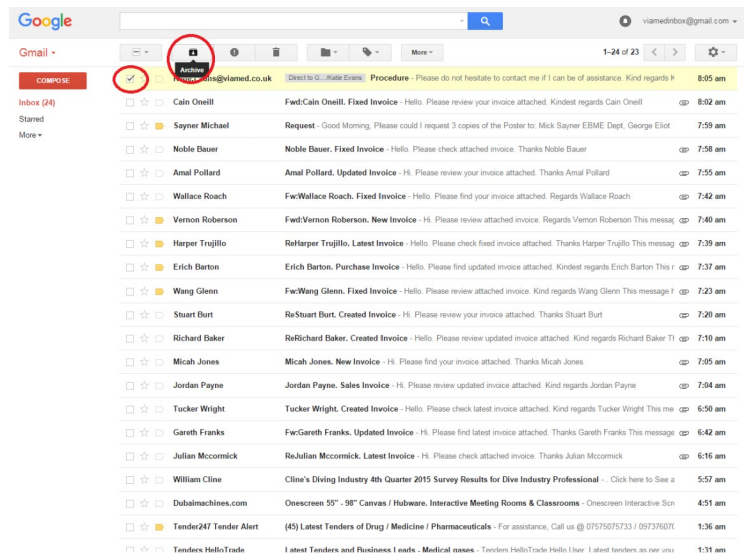 Google
viamedinbox@gmail.com
Gmail
More
1–24 of 23
Archive
COMPOSE
Inbox (24)
Starred
More
ns@viamed.co.uk Direct to G.../Katie Evans Procedure - Please do not hesitate to contact me if I can be of assistance. Kind regards K 8:05 am
Cain Oneill Fwd:Cain Oneill. Fixed Invoice - Hello. Please review your invoice attached. Kindest regards Cain Oneill 8:02 am
Sayner Michael Request - Good Morning, Please could I request 3 copies of the Poster to: Mick Sayner EBME Dept, George Eliot 7:59 am
Noble Bauer Noble Bauer. Fixed Invoice - Hello. Please check attached invoice. Thanks Noble Bauer 7:58 am
Amal Pollard Amal Pollard. Updated Invoice - Hi. Please review your invoice attached. Thanks Amal Pollard 7:55 am
Wallace Roach Fw:Wallace Roach. Fixed Invoice - Hello. Please find your invoice attached. Regards Wallace Roach 7:42 am
Vernon Roberson Fwd:Vernon Roberson. New Invoice - Hi. Please review attached invoice. Regards Vernon Roberson This messag 7:40 am
Harper Trujillo ReHarper Trujillo. Latest Invoice - Hello. Please check fixed invoice attached. Thanks Harper Trujillo This messag 7:39 am
Erich Barton Erich Barton. Purchase Invoice - Hi. Please find updated invoice attached. Kindest regards Erich Barton This r 7:37 am
Wang Glenn Fw:Wang Glenn. Fixed Invoice - Hello. Please review attached invoice. Kind regards Wang Glenn This message h 7:23 am
Stuart Burt ReStuart Burt. Created Invoice - Hi. Please review your invoice attached. Thanks Stuart Burt 7:20 am
Richard Baker ReRichard Baker. Created Invoice - Hello. Please review updated invoice attached. Kind regards Richard Baker Tl 7:10 am
Micah Jones Micah Jones. New Invoice - Hi. Please find your invoice attached. Thanks Micah Jones 7:05 am
Jordan Payne Jordan Payne. Sales Invoice - Hi. Please review updated invoice attached. Kind regards Jordan Payne 7:04 am
Tucker Wright Tucker Wright. Created Invoice - Hello. Please check latest invoice attached. Kind regards Tucker Wright This me 6:50 am
Gareth Franks Fw:Gareth Franks. Updated Invoice - Hi. Please find latest invoice attached. Thanks Gareth Franks This message 6:42 am
Julian Mccormick ReJulian Mccormick. Latest Invoice - Hi. Please check attached invoice. Thanks Julian Mccormick 6:16 am
William Cline Cline's Diving Industry 4th Quarter 2015 Survey Results for Dive Industry Professional - . Click here to See a 5:57 am
Dubaimachines.com Onescreen 55" - 98" Canvas / Hubware. Interactive Meeting Rooms & Classrooms - Onescreen Interactive Scr 4:51 am
Tender247 Tender Alert (45) Latest Tenders of Drug / Medicine / Pharmaceuticals - For assistance, Call us @ 07575075733 / 097376070 1:36 am
Tenders HelloTrade Latest Tenders and Business Leads - Medical gases - Tenders HelloTrade Hello User, Latest tenders as per you 1:31 am